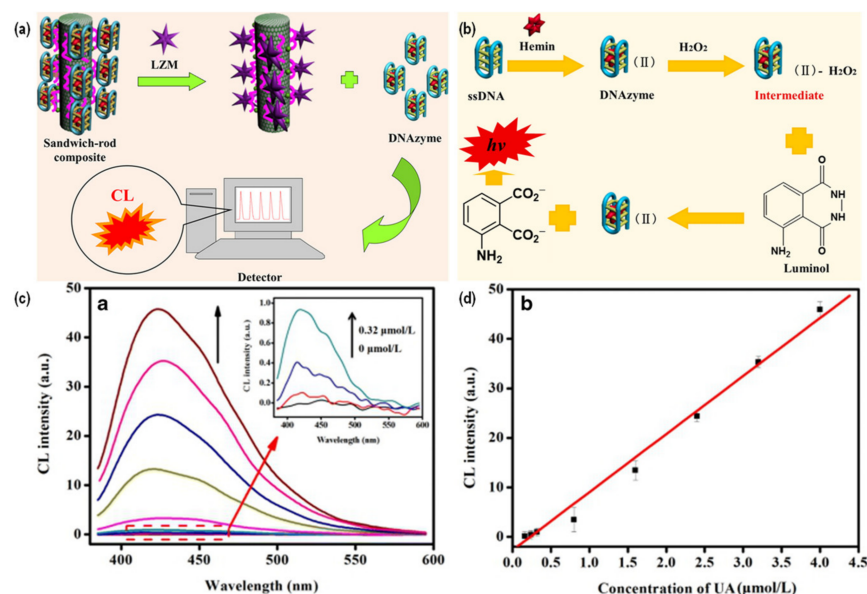 (a)
LZM
Sandwich-rod
composite
DNAzyme
CL
Detector
(b)
Hemin
H₂O₂
(II)
(II)- H₂O₂
ssDNA
DNAzyme
Intermediate
hν
CO₂⁻
CO₂⁻
NH₂
(II)
O
NH
NH
NH₂
O
Luminol
(c)
a
CL intensity (a.u.)
50
40
30
20
10
0
400
450
500
550
600
Wavelength (nm)
CL intensity (a.u.)
1.0
0.8
0.6
0.4
0.2
0.0
0.32 μmol/L
0 μmol/L
400
450
500
550
600
Wavelength (nm)
(d)
b
CL intensity (a.u.)
50
40
30
20
10
0
0.0
0.5
1.0
1.5
2.0
2.5
3.0
3.5
4.0
4.5
Concentration of UA(μmol/L)